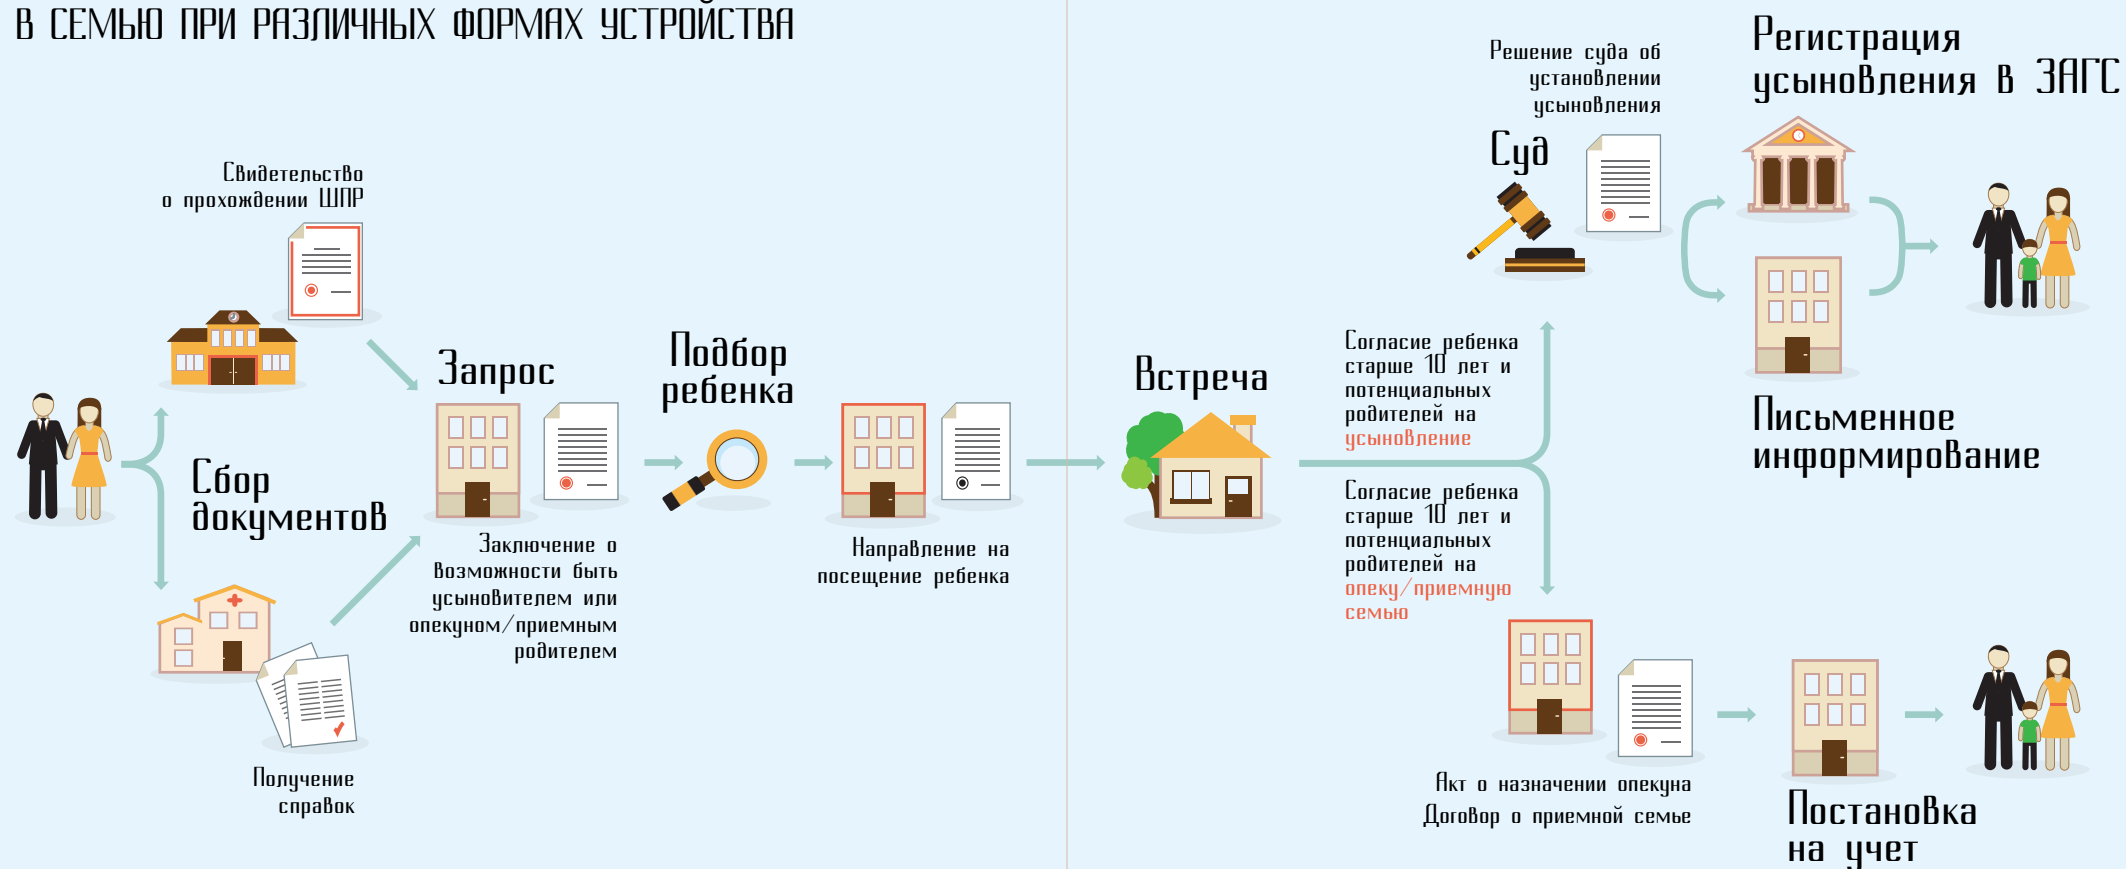 В СЕМЬЮ ПРИ РАЗЛИЧНЫХ ФОРМАХ УСТРОЙСТВА
Свидетельство
о прохождении ШПР
Сбор
документов
Получение
справок
Запрос
Заключение о
возможности быть
усыновителем или
опекуном/приемным
родителем
Подбор
ребенка
Направление на
посещение ребенка
Встреча
Согласие ребенка
старше 10 лет и
потенциальных
родителей на
усыновление
Согласие ребенка
старше 10 лет и
потенциальных
родителей на
опеку/приемную
семью
Решение суда об
установлении
усыновления
Суд
Регистрация
усыновления в ЗАГС
Письменное
информирование
Акт о назначении опекуна
Договор о приемной семье
Постановка
на учет